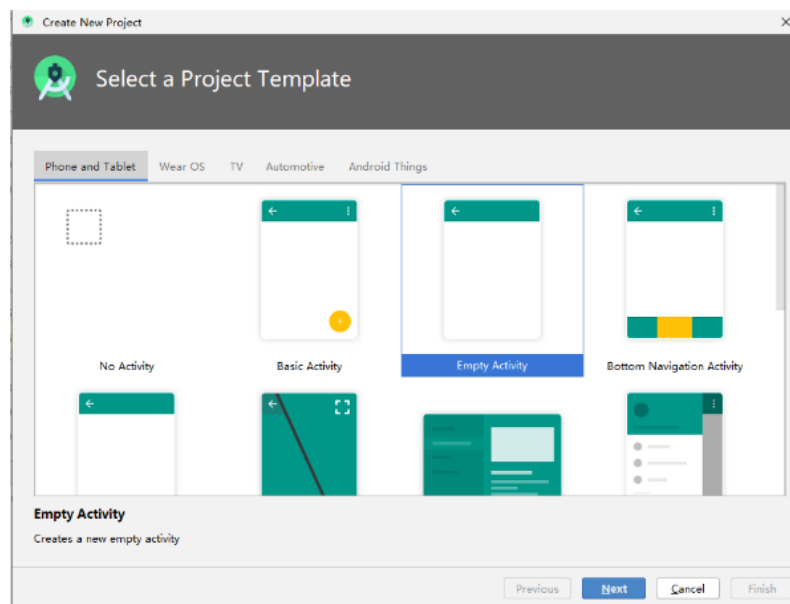 Create New Project
Select a Project Template
Phone and Tablet Wear OS TV Automotive Android Things
No Activity Basic Activity Empty Activity Bottom Navigation Activity
Empty Activity
Creates a new empty activity
Previous Next Cancel Finish